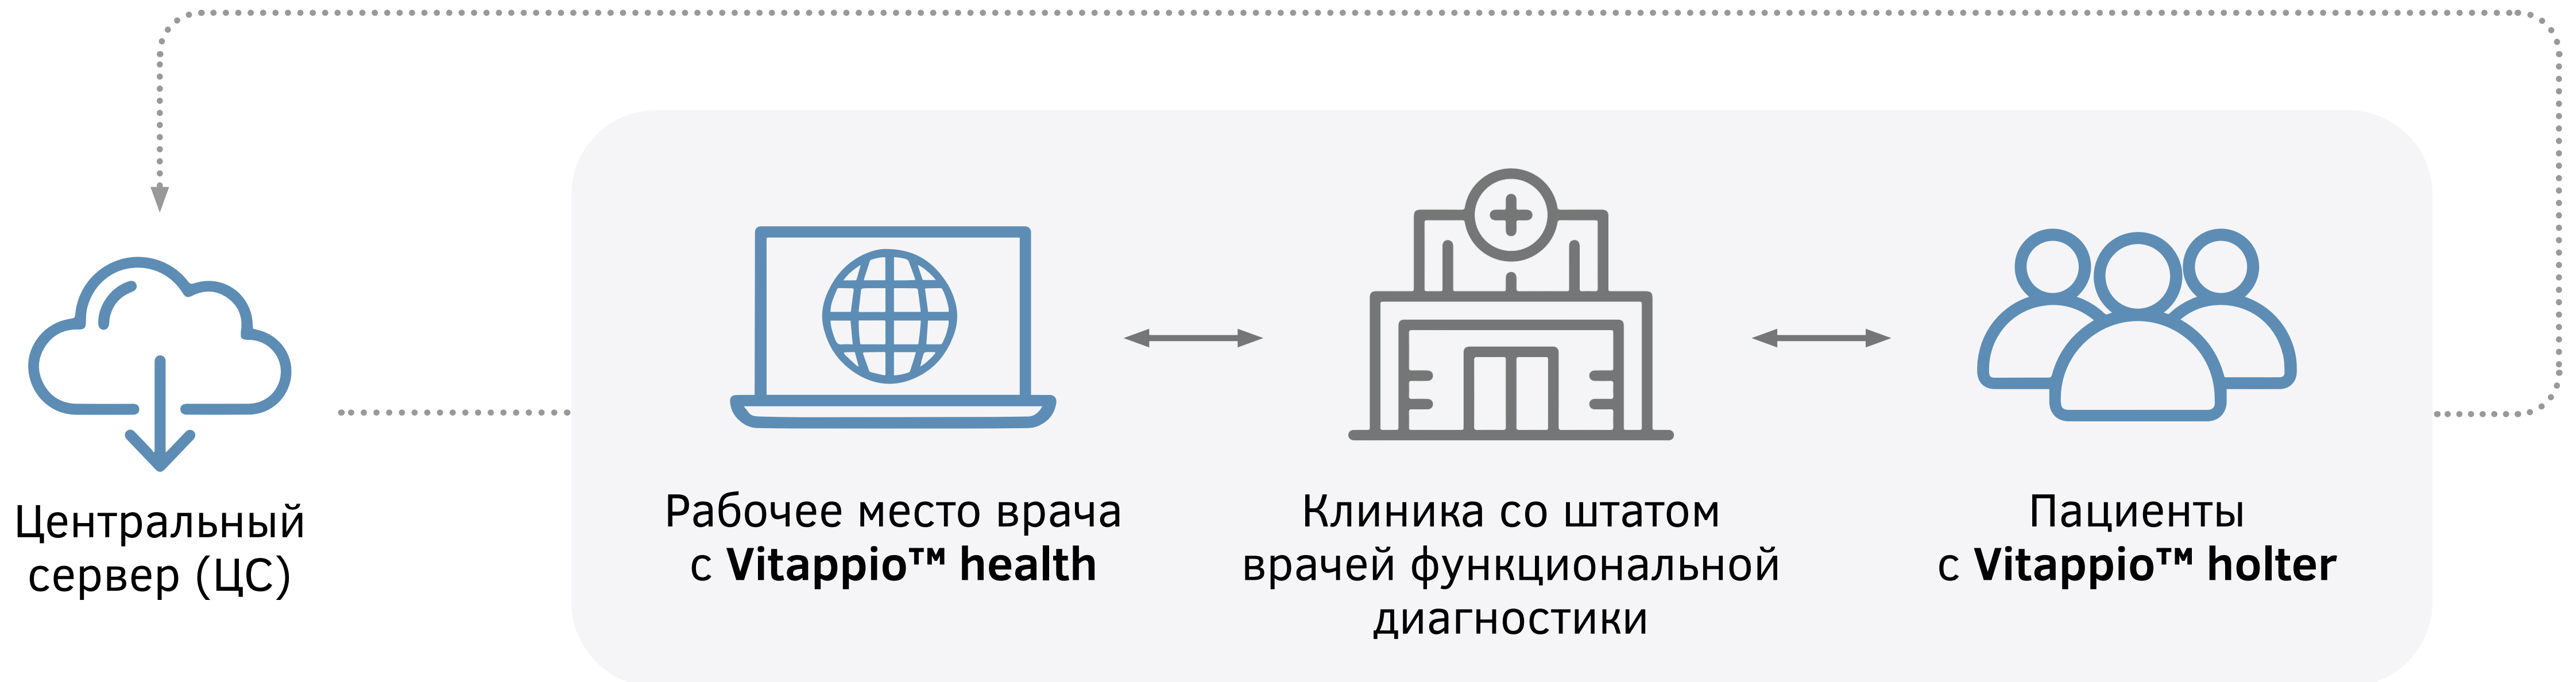 Центральный
сервер (ЦС)
Рабочее место врача
с Vitappio™ health
Клиника со штатом
врачей функциональной
диагностики
Пациенты
с Vitappio™ holter